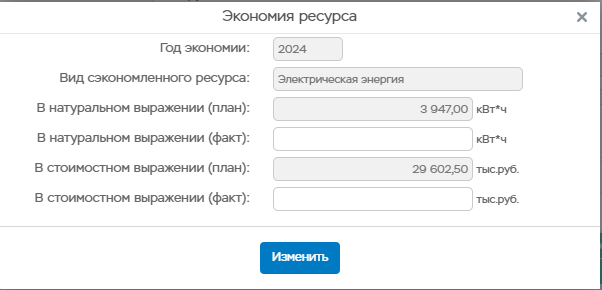 Экономия ресурса ×
Год экономии: 2024
Вид сэкономленного ресурса: Электрическая энергия
В натуральном выражении (план): 3 947,00 кВт*ч
В натуральном выражении (факт): кВт*ч
В стоимостном выражении (план): 29 602,50 тыс.руб.
В стоимостном выражении (факт): тыс.руб.
Изменить